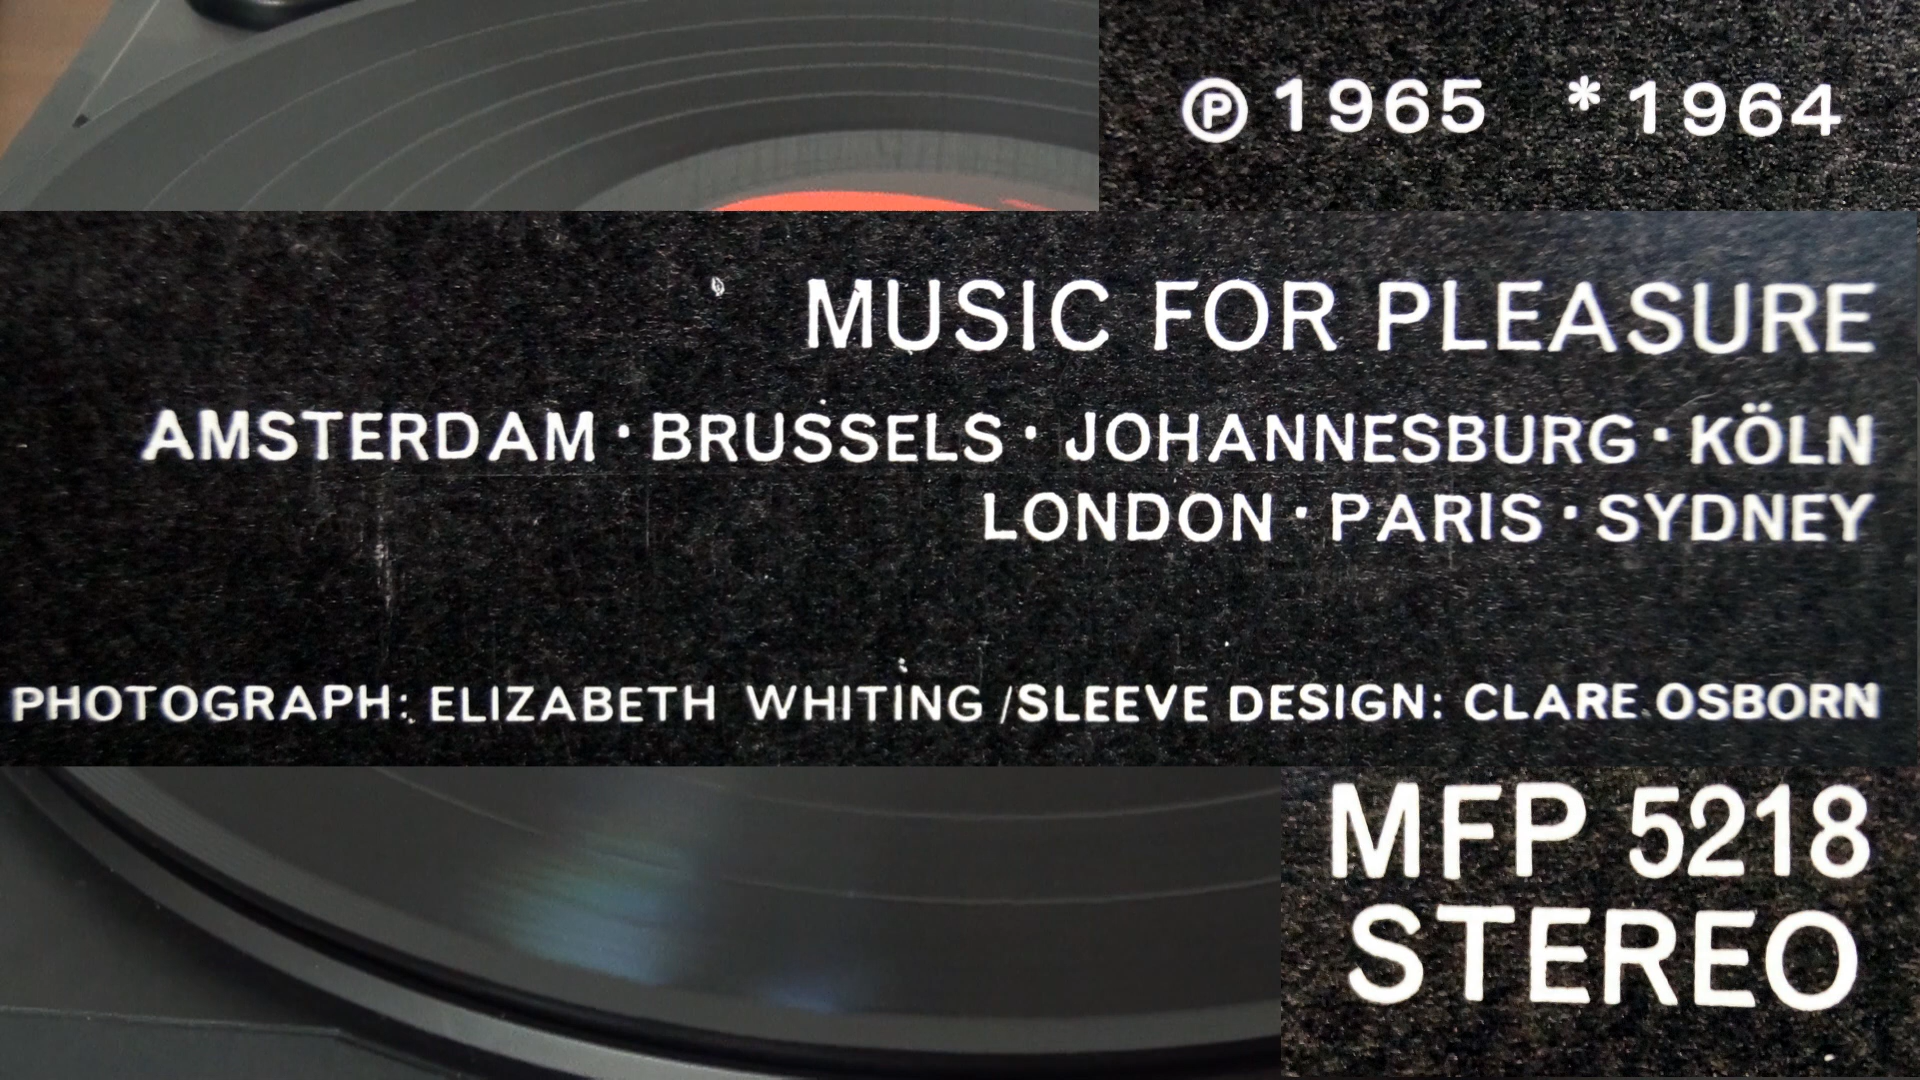 ℗ 1965 *1964
MUSIC FOR PLEASURE
AMSTERDAM · BRUSSELS · JOHANNESBURG · KÖLN
LONDON · PARIS · SYDNEY
PHOTOGRAPH: ELIZABETH WHITING /SLEEVE DESIGN: CLARE OSBORN
MFP 5218
STEREO